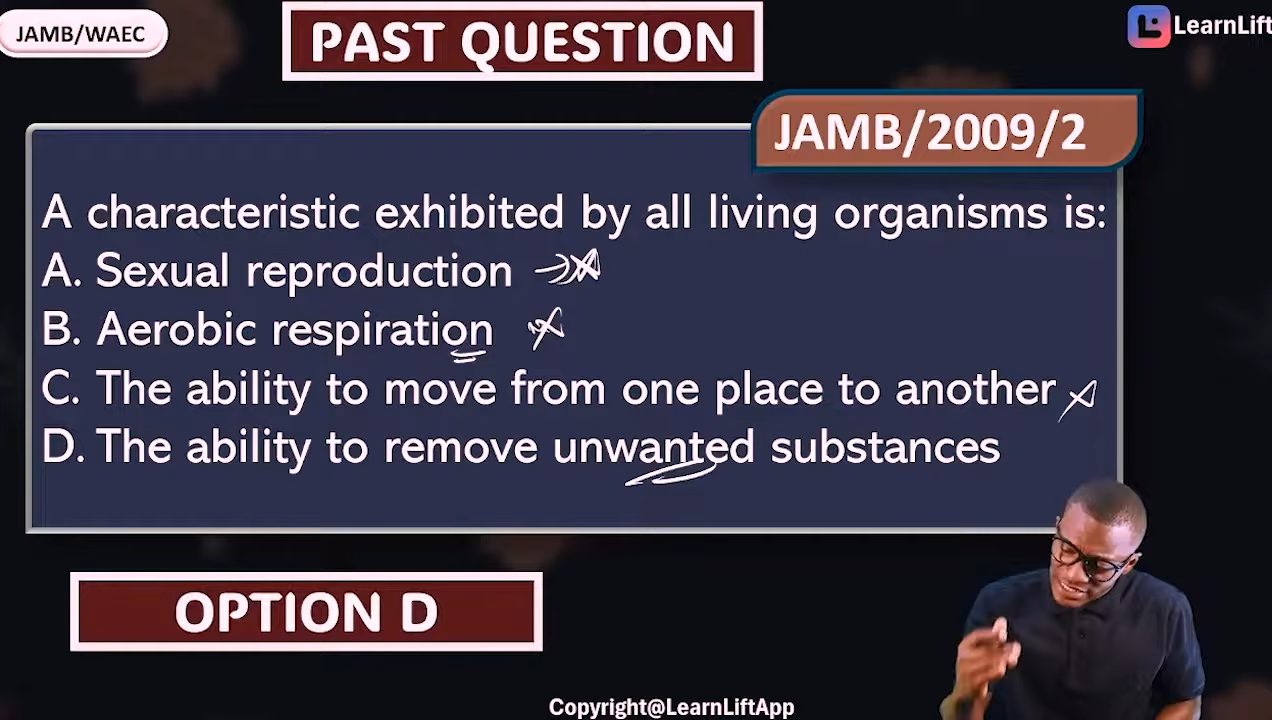 JAMB/WAEC
PAST QUESTION
LearnLift
JAMB/2009/2
A characteristic exhibited by all living organisms is:
A. Sexual reproduction
B. Aerobic respiration
C. The ability to move from one place to another
D. The ability to remove unwanted substances
OPTION D
Copyright@LearnLiftApp